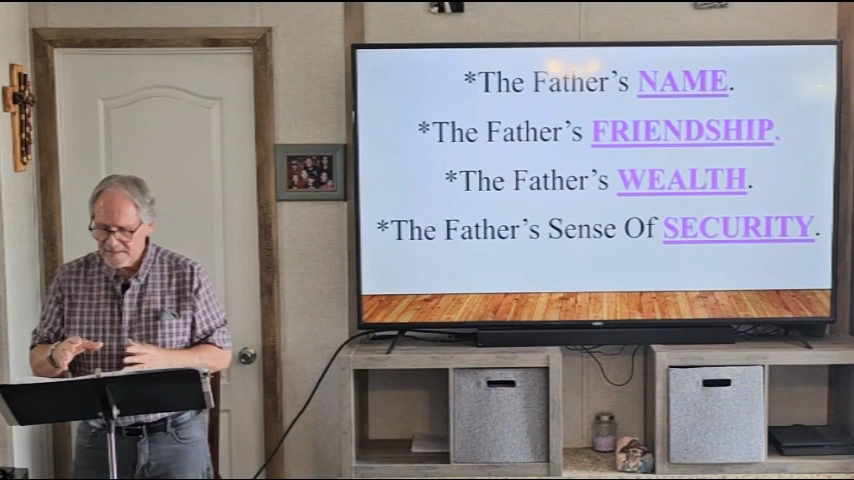 *The Father's NAME.
*The Father's FRIENDSHIP.
*The Father's WEALTH.
*The Father's Sense Of SECURITY.